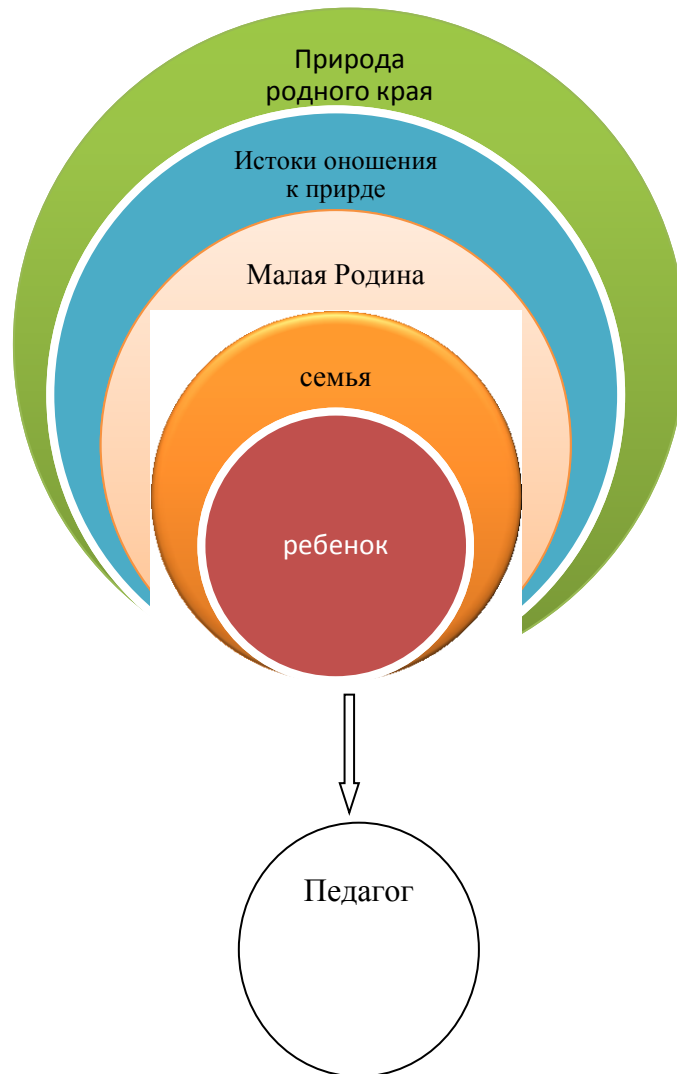 Природа
родного края
Истоки оношения
к прирде
Малая Родина
семья
ребенок
Педагог